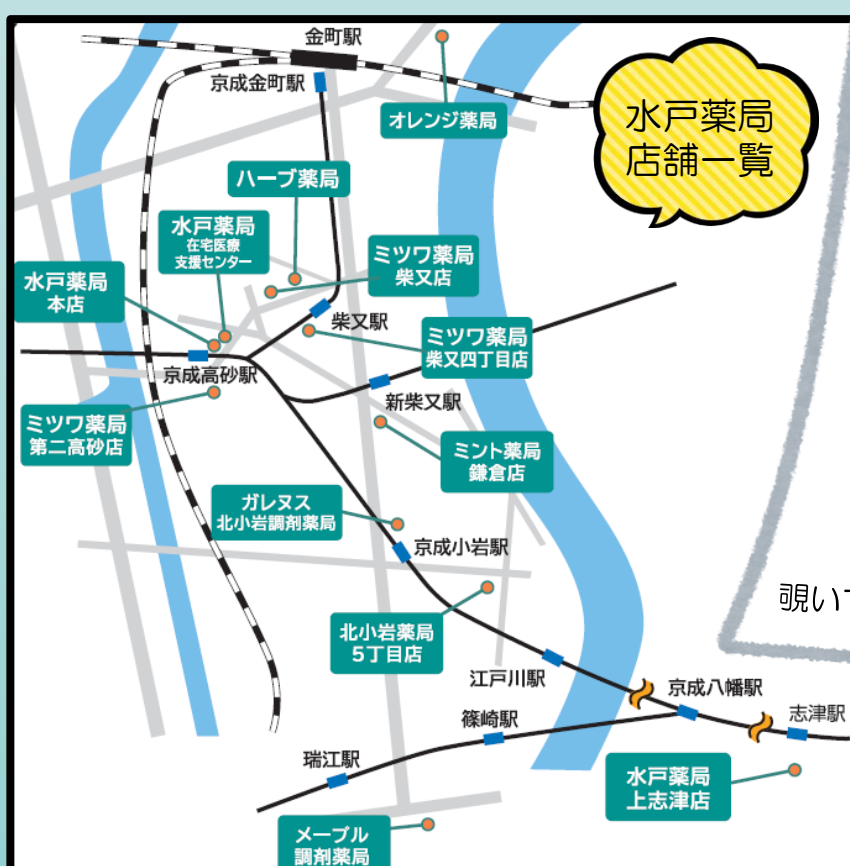 金町駅
京成金町駅
オレンジ薬局
水戸薬局
店舗一覧
ハーブ薬局
水戸薬局
在宅医療
支援センター
ミツワ薬局
柴又店
水戸薬局
本店
柴又駅
ミツワ薬局
柴又四丁目店
京成高砂駅
新柴又駅
ミツワ薬局
第二高砂店
ミント薬局
鎌倉店
ガレヌス
北小岩調剤薬局
京成小岩駅
覗い
北小岩薬局
5丁目店
江戸川駅
京成八幡駅
志津駅
篠崎駅
瑞江駅
水戸薬局
上志津店
メープル
調剤薬局